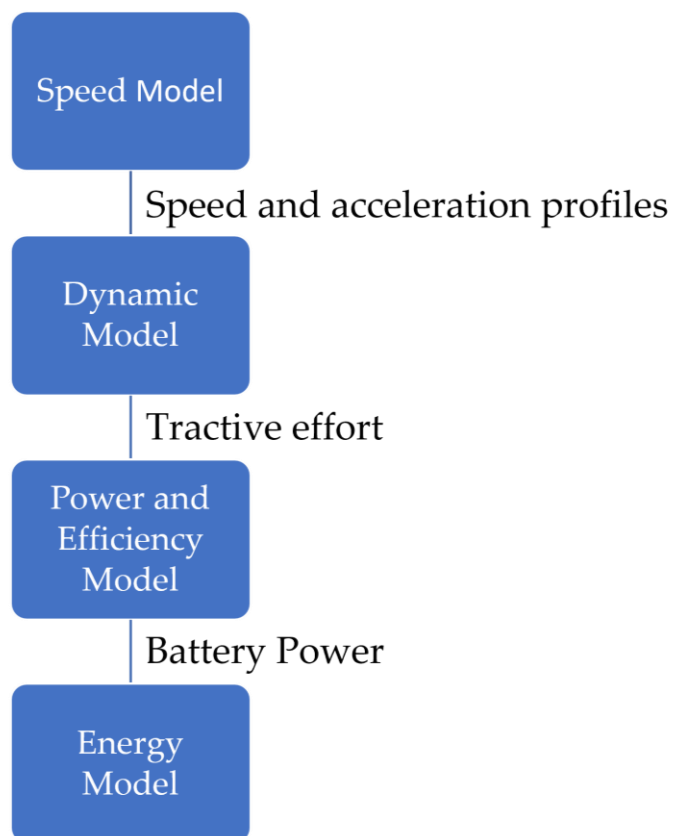 Speed Model
Speed and acceleration profiles
Dynamic
Model
Tractive effort
Power and
Efficiency
Model
Battery Power
Energy
Model